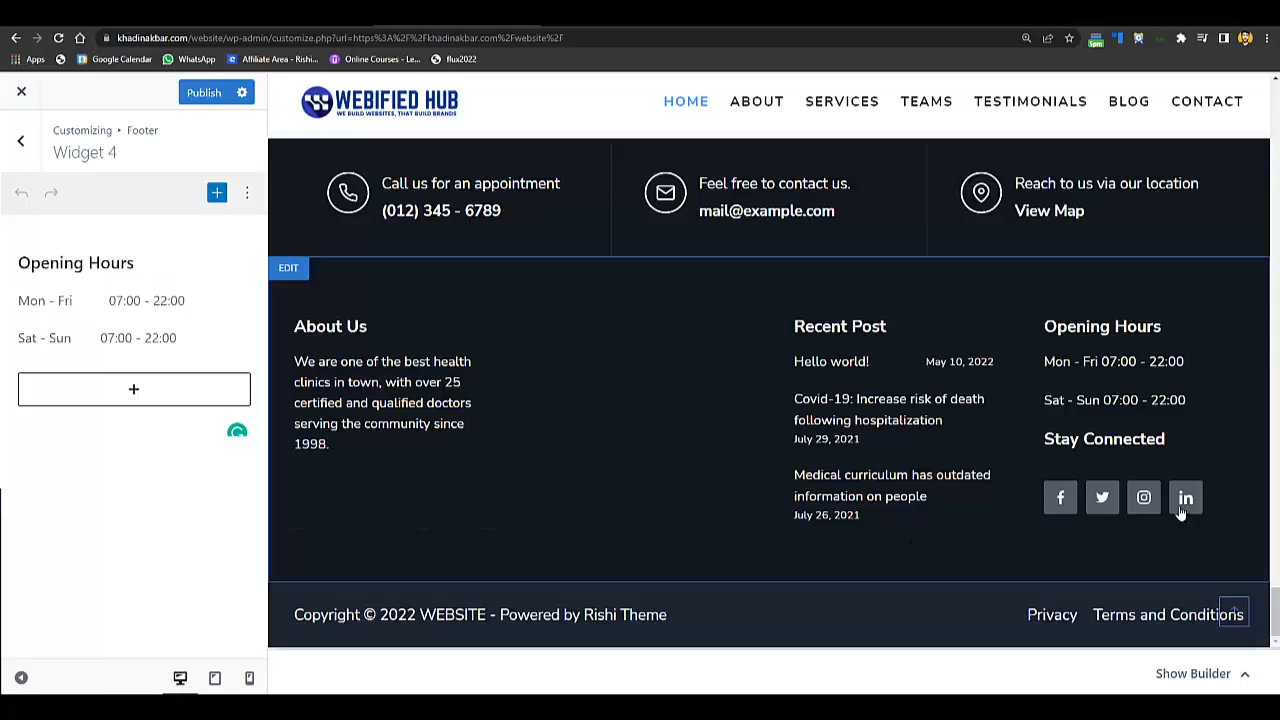 khadinakbar.com/website/wp-admin/customize.php?url=https%3A%2F%2Fkhadinakbar.com%2Fwebsite%2F
5pm
Apps
Google Calendar
WhatsApp
Affiliate Area - Rishi...
Online Courses - Le...
flux2022
Publish
Customizing • Footer
Widget 4
Opening Hours
Mon - Fri 07:00 - 22:00
Sat - Sun 07:00 - 22:00
+
WEBIFIED HUB
WE BUILD WEBSITES, THAT BUILD BRANDS
HOME ABOUT SERVICES TEAMS TESTIMONIALS BLOG CONTACT
Call us for an appointment
(012) 345 - 6789
Feel free to contact us.
mail@example.com
Reach to us via our location
View Map
EDIT
About Us
We are one of the best health
clinics in town, with over 25
certified and qualified doctors
serving the community since
1998.
Recent Post
Hello world! May 10, 2022
Covid-19: Increase risk of death
following hospitalization
July 29, 2021
Medical curriculum has outdated
information on people
July 26, 2021
Opening Hours
Mon - Fri 07:00 - 22:00
Sat - Sun 07:00 - 22:00
Stay Connected
Copyright © 2022 WEBSITE - Powered by Rishi Theme
Privacy Terms and Conditions
Show Builder